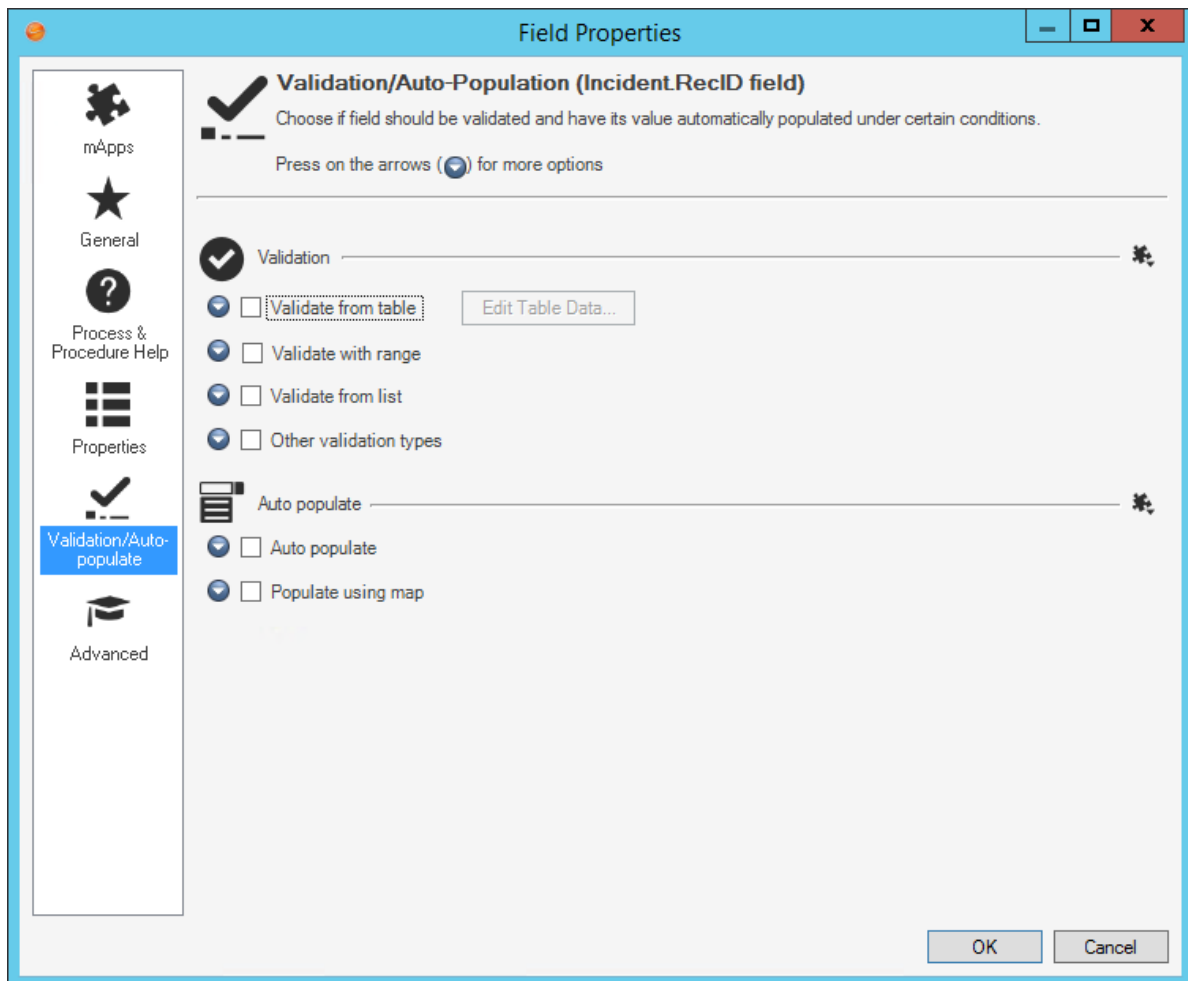 Field Properties
X
mApps
General
Process &
Procedure Help
Properties
Validation/Auto-
populate
Advanced
Validation/Auto-Population (Incident.RecID field)
Choose if field should be validated and have its value automatically populated under certain conditions.
Press on the arrows ( ) for more options
Validation
Validate from table
Edit Table Data...
Validate with range
Validate from list
Other validation types
Auto populate
Auto populate
Populate using map
OK
Cancel